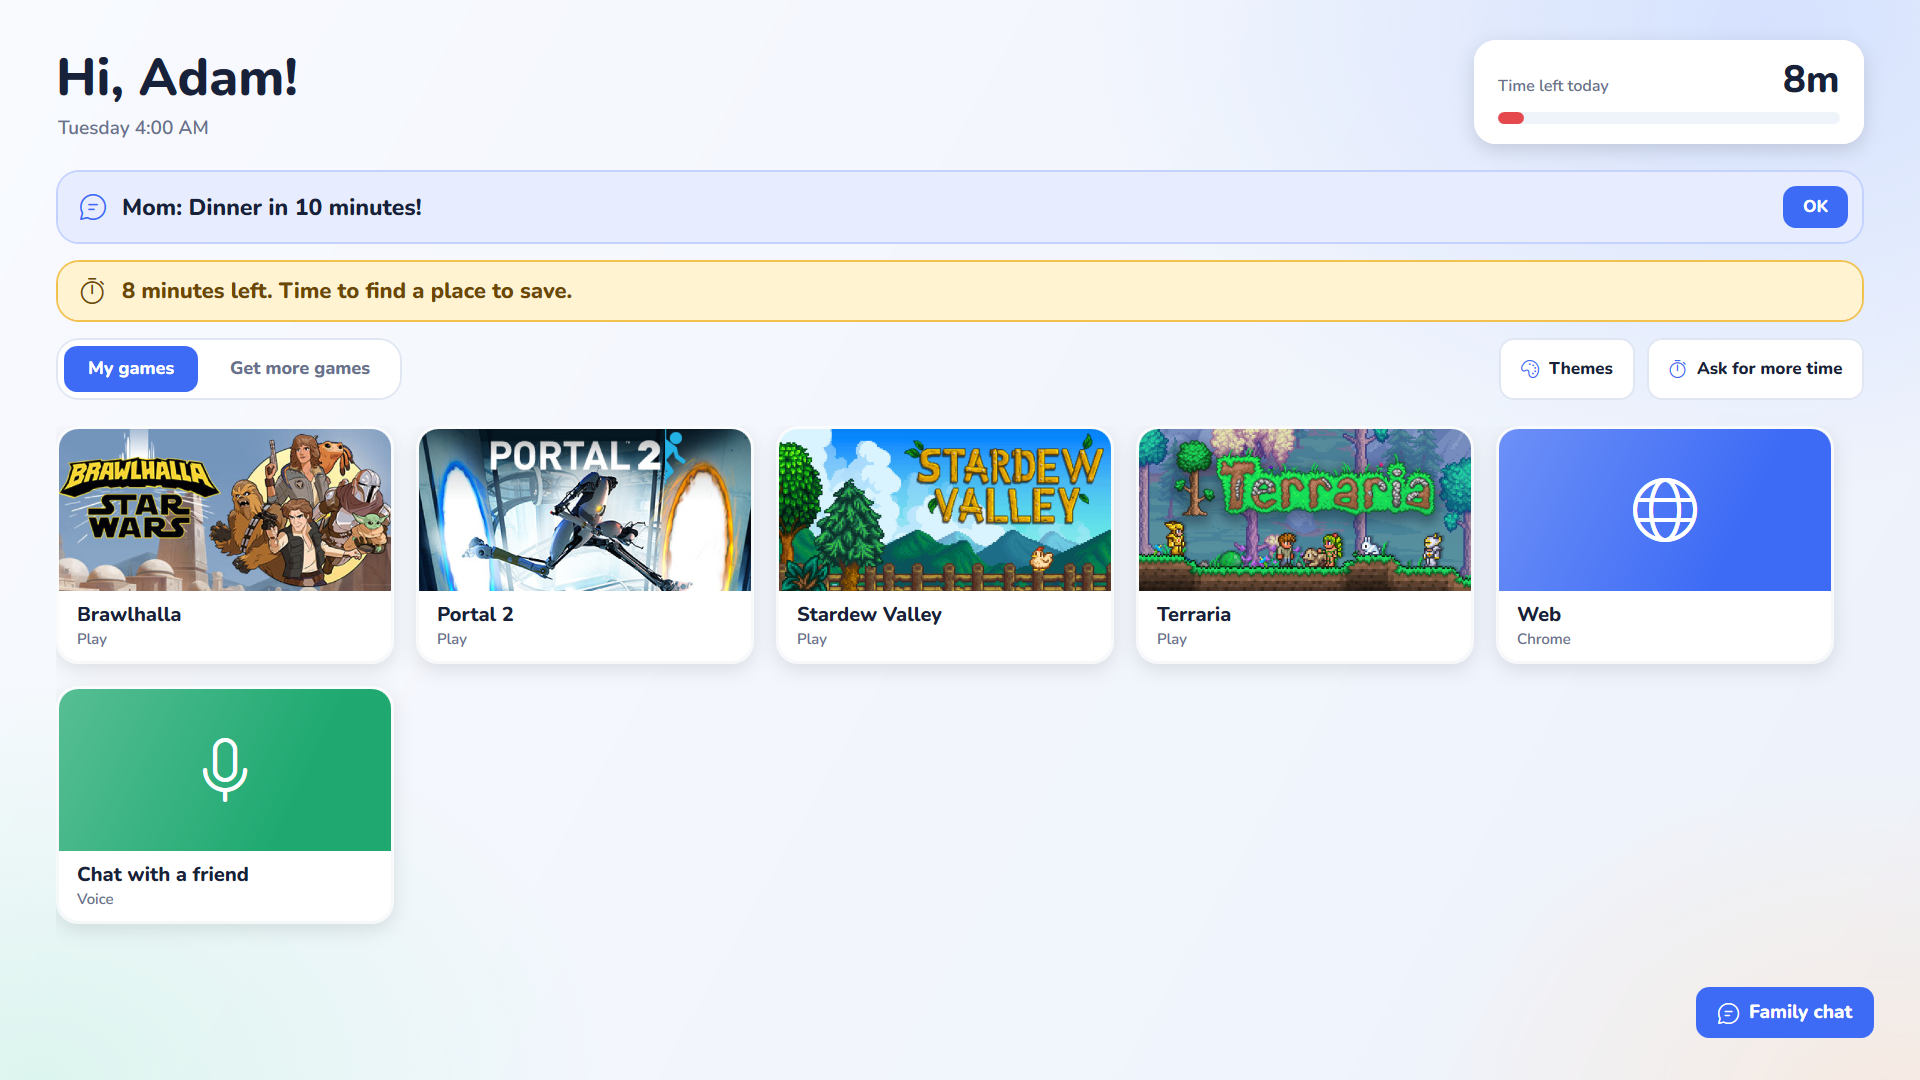 Hi, Adam!
Tuesday 4:00 AM
Time left today
8m
Mom: Dinner in 10 minutes!
OK
8 minutes left. Time to find a place to save.
My games
Get more games
Themes
Ask for more time
BRAWLHALLA
STAR
WARS
PORTAL 2
STARDEW
VALLEY
Terraria
Brawlhalla
Play
Portal 2
Play
Stardew Valley
Play
Terraria
Play
Web
Chrome
Chat with a friend
Voice
Family chat